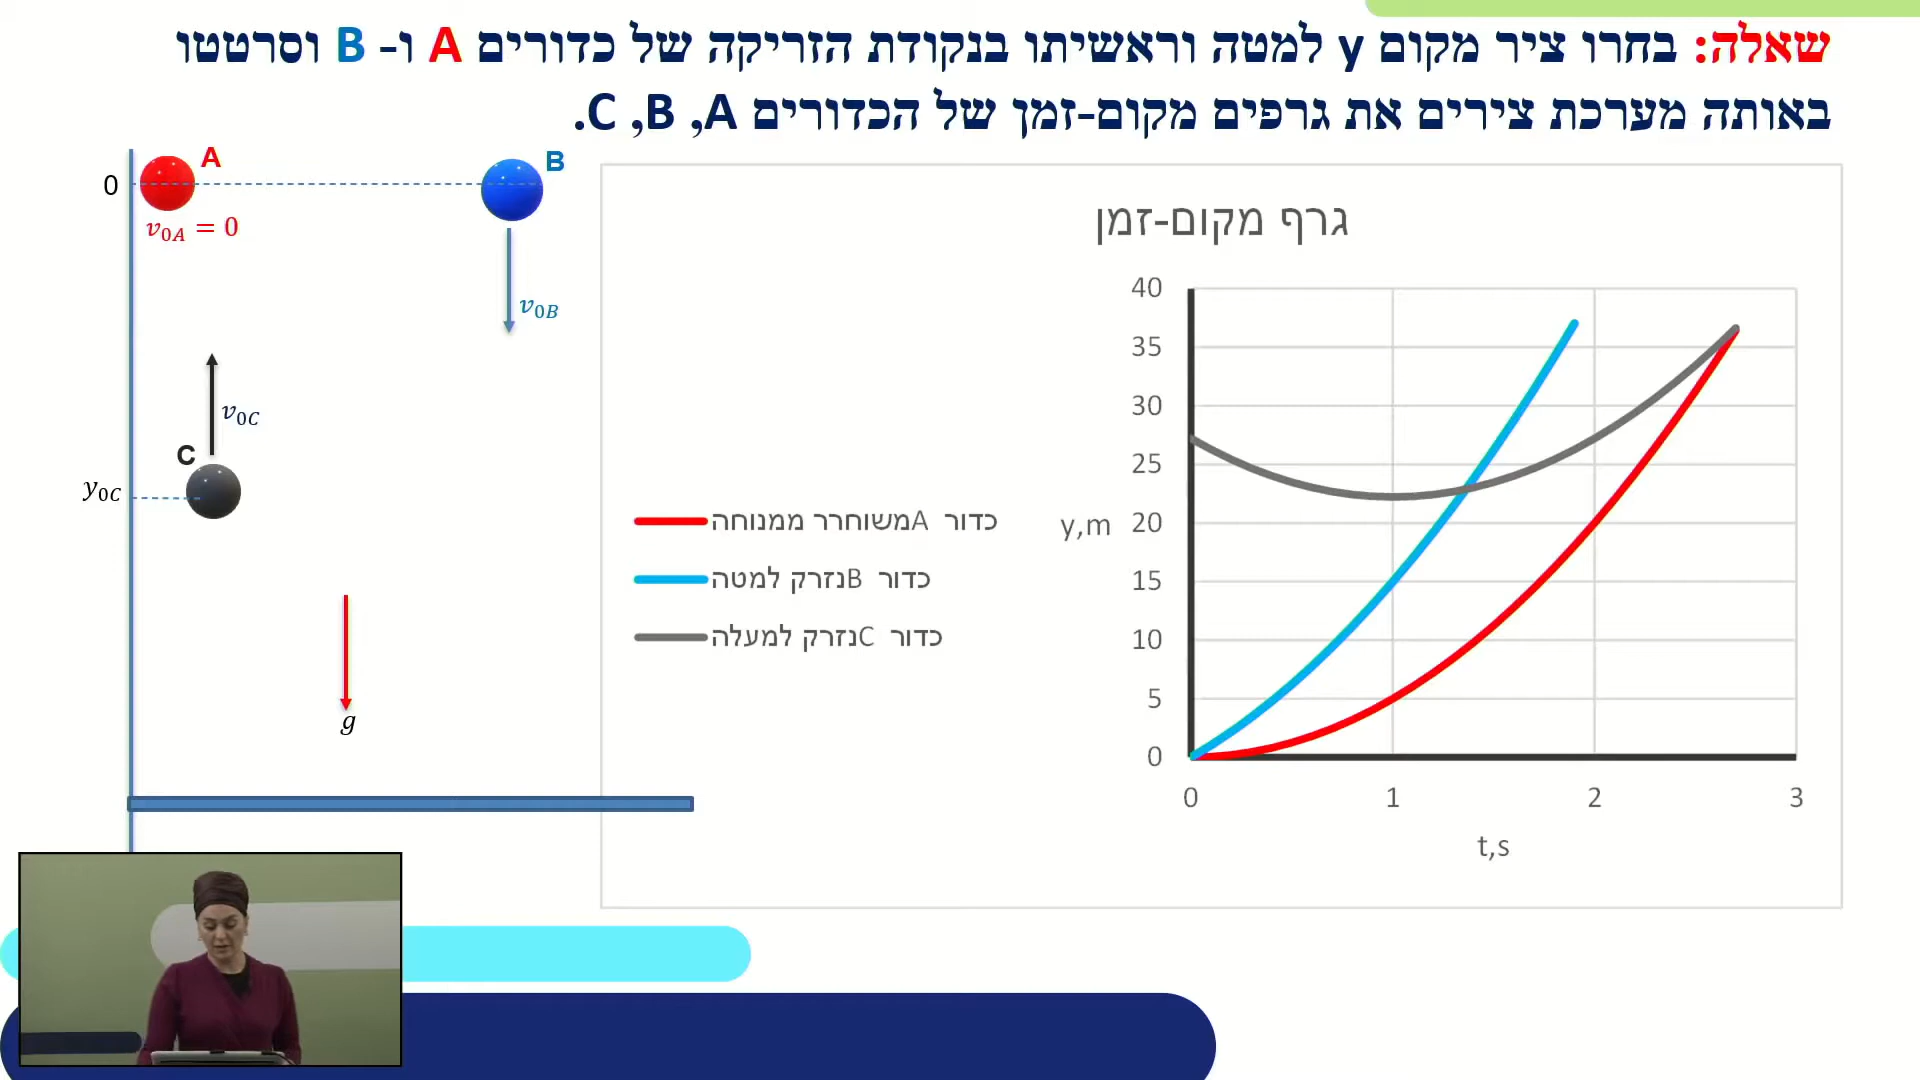 שאלה: בחרו ציר מקום y למטה וראשיתו בנקודת הזריקה של כדורים A ו- B וסרטטו
באותה מערכת צירים את גרפים מקום-זמן של הכדורים C ,B ,A.
A
B
0
v0A = 0
v0B
v0C
C
y0C
g
גרף מקום-זמן
40
35
30
25
20
15
10
5
0
y,m
0 1 2 3
t,s
כדור Aמשוחרר ממנוחה
כדור Bנזרק למטה
כדור Cנזרק למעלה